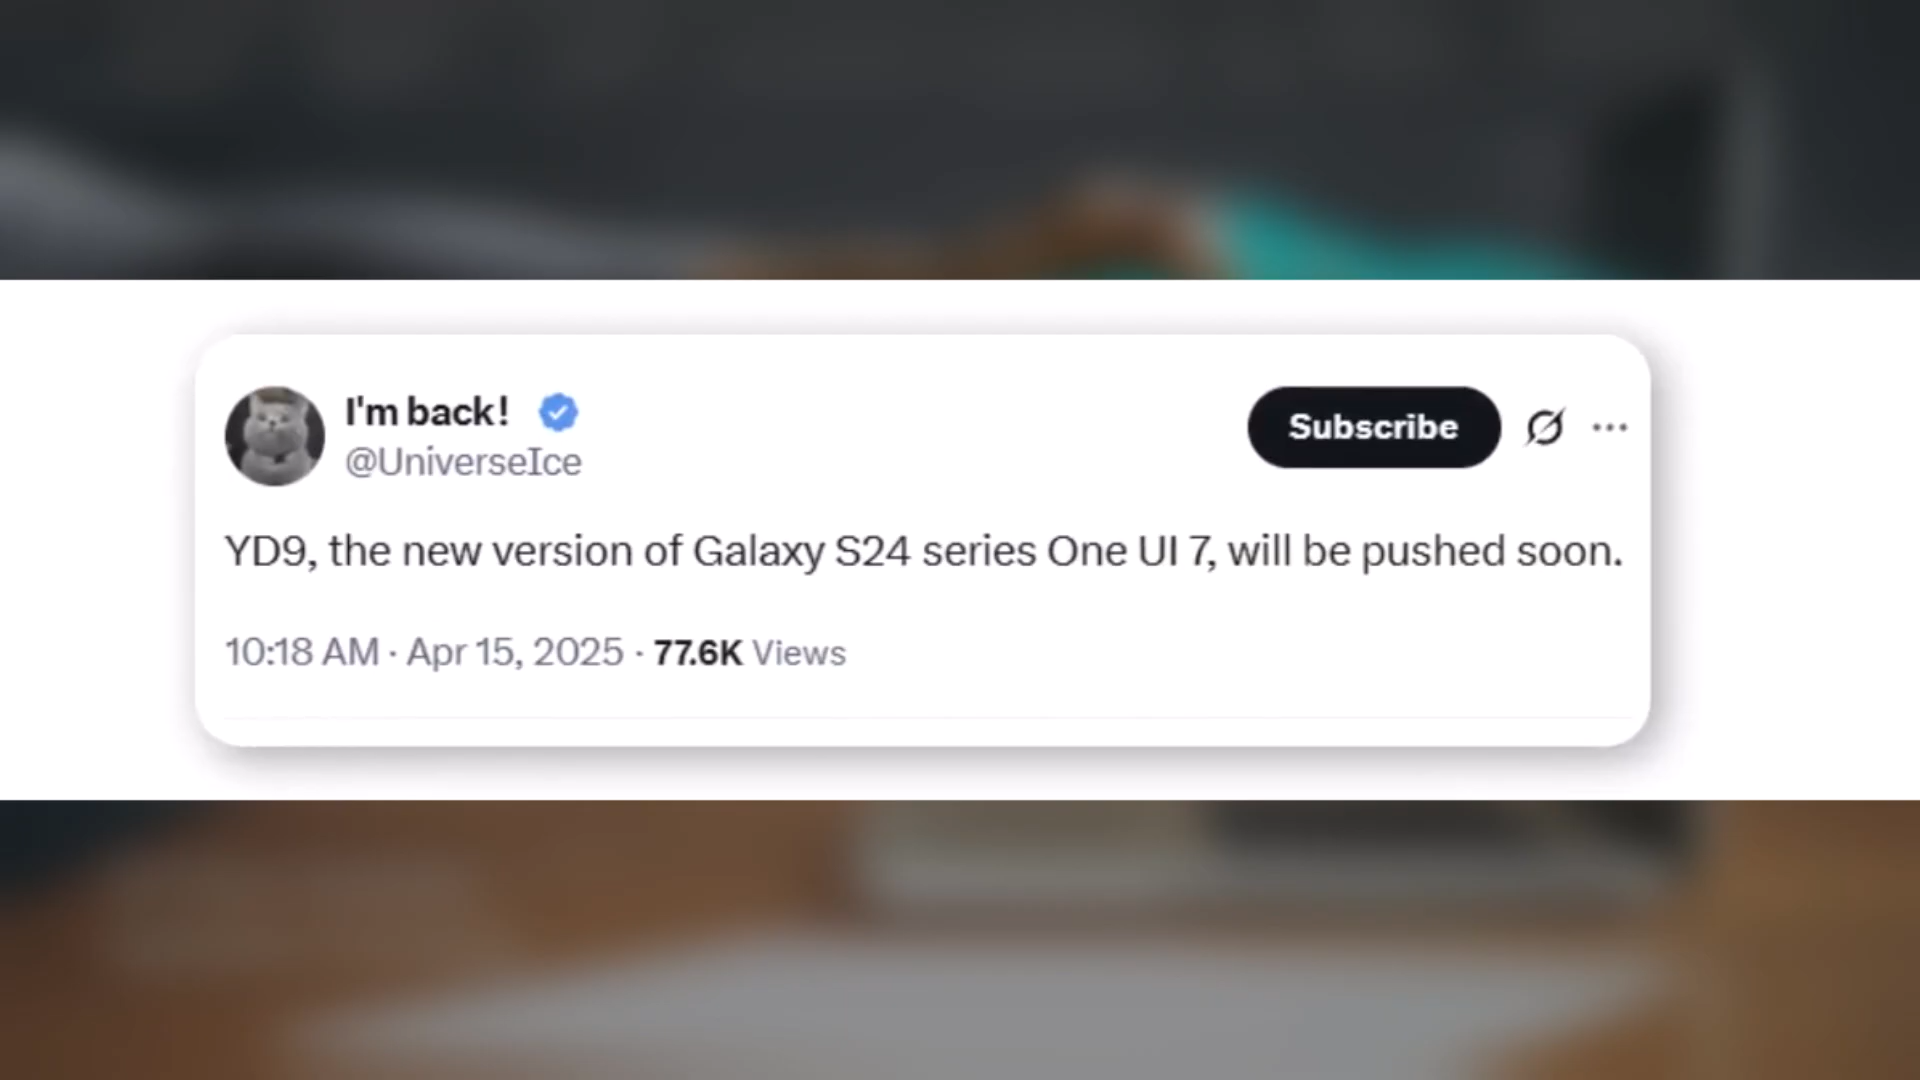 I'm back!
@UniverseIce
Subscribe
YD9, the new version of Galaxy S24 series One UI 7, will be pushed soon.
10:18 AM · Apr 15, 2025 · 77.6K Views